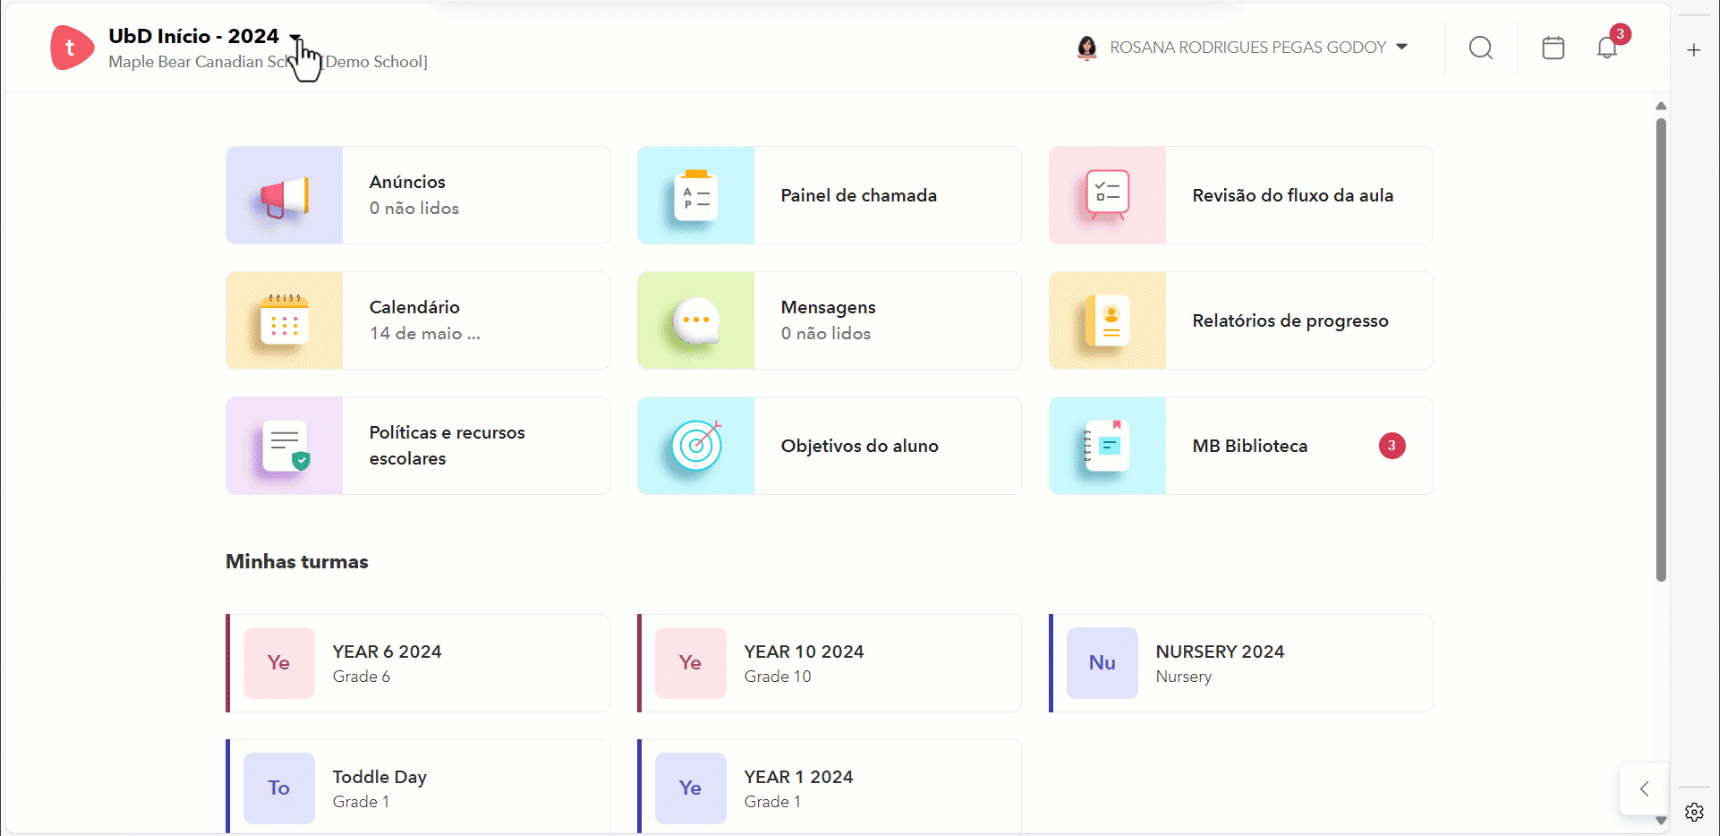 t
UbD Início - 2024
Maple Bear Canadian Sch [Demo School]
ROSANA RODRIGUES PEGAS GODOY
3
Anúncios
0 não lidos
Painel de chamada
A
P
Revisão do fluxo da aula
Calendário
14 de maio ...
Mensagens
0 não lidos
Relatórios de progresso
Políticas e recursos
escolares
Objetivos do aluno
MB Biblioteca
3
Minhas turmas
Ye
YEAR 6 2024
Grade 6
Ye
YEAR 10 2024
Grade 10
Nu
NURSERY 2024
Nursery
To
Toddle Day
Grade 1
Ye
YEAR 1 2024
Grade 1